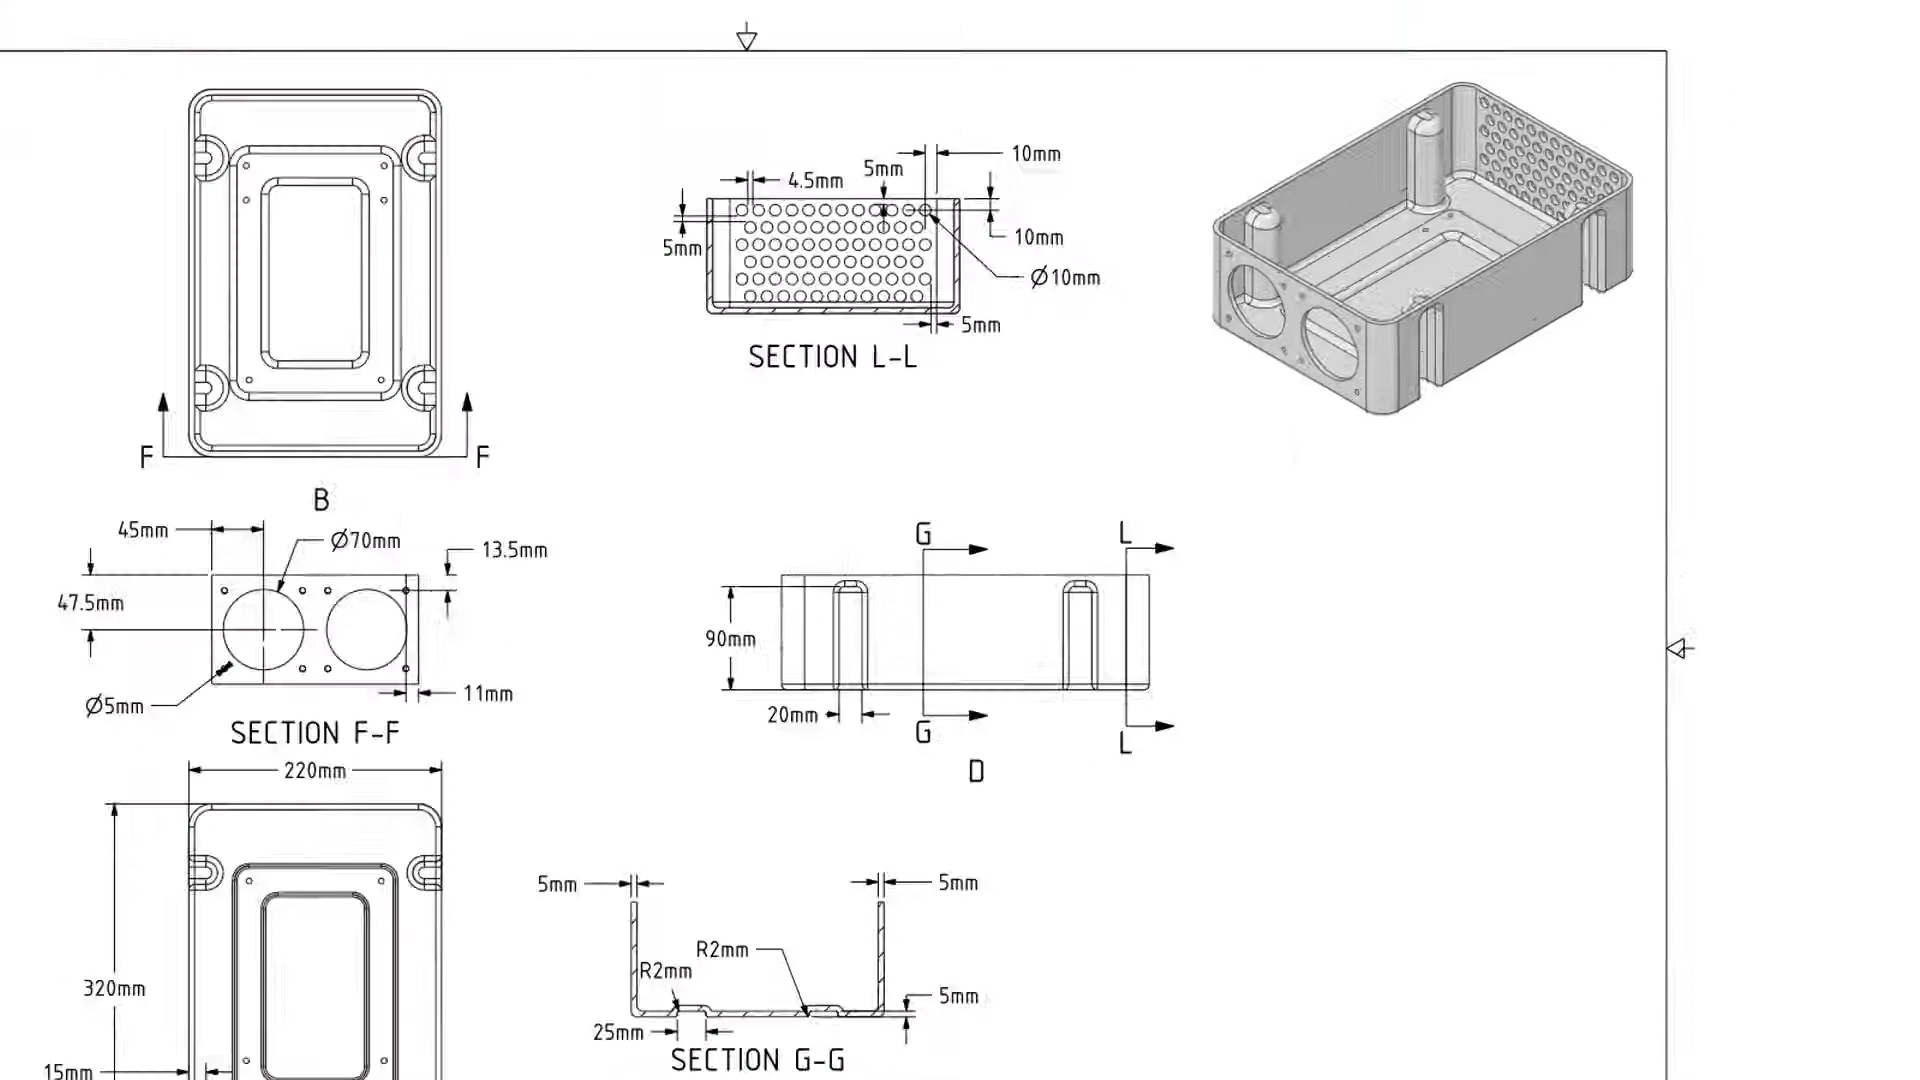 10mm
5mm
4.5mm
5mm
10mm
Ø10mm
5mm
SECTION L-L
F
F
B
45mm
Ø70mm
13.5mm
47.5mm
Ø5mm
11mm
SECTION F-F
G
L
90mm
20mm
G
L
D
220mm
320mm
15mm
5mm
5mm
R2mm
R2mm
5mm
25mm
SECTION G-G